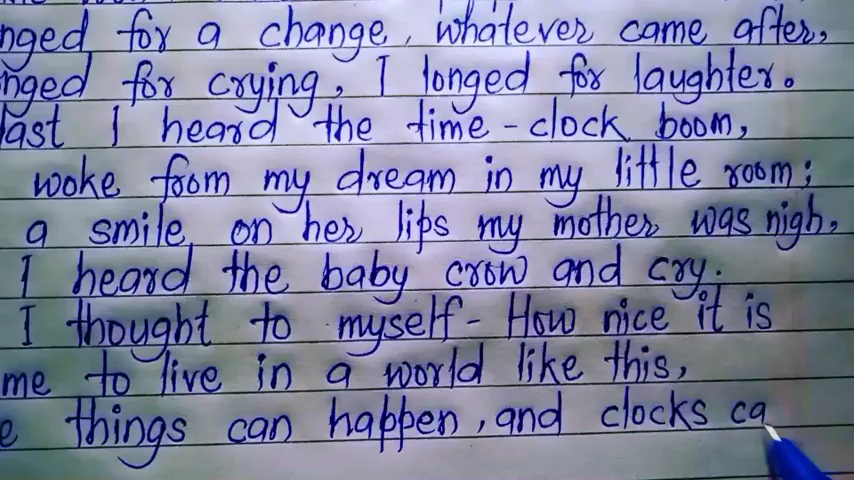 nged for a change, whatever came after,
nged for crying, I longed for laughter.
last I heard the time-clock boom,
woke from my dream in my little room;
a smile on her lips my mother was nigh,
I heard the baby crow and cry.
I thought to myself- How nice it is
me to live in a world like this,
e things can happen, and clocks ca